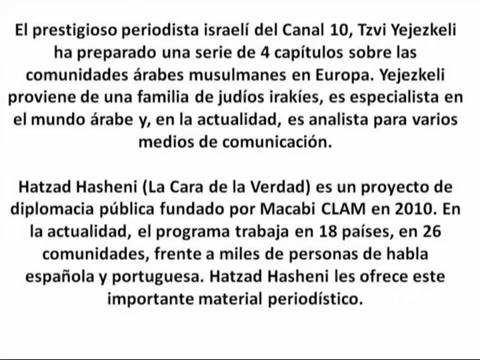 El prestigioso periodista israelí del Canal 10, Tzvi Yejezkeli
ha preparado una serie de 4 capítulos sobre las
comunidades árabes musulmanes en Europa. Yejezkeli
proviene de una familia de judíos irakíes, es especialista en
el mundo árabe y, en la actualidad, es analista para varios
medios de comunicación.
Hatzad Hasheni (La Cara de la Verdad) es un proyecto de
diplomacia pública fundado por Macabi CLAM en 2010. En
la actualidad, el programa trabaja en 18 países, en 26
comunidades, frente a miles de personas de habla
española y portuguesa. Hatzad Hasheni les ofrece este
importante material periodístico.